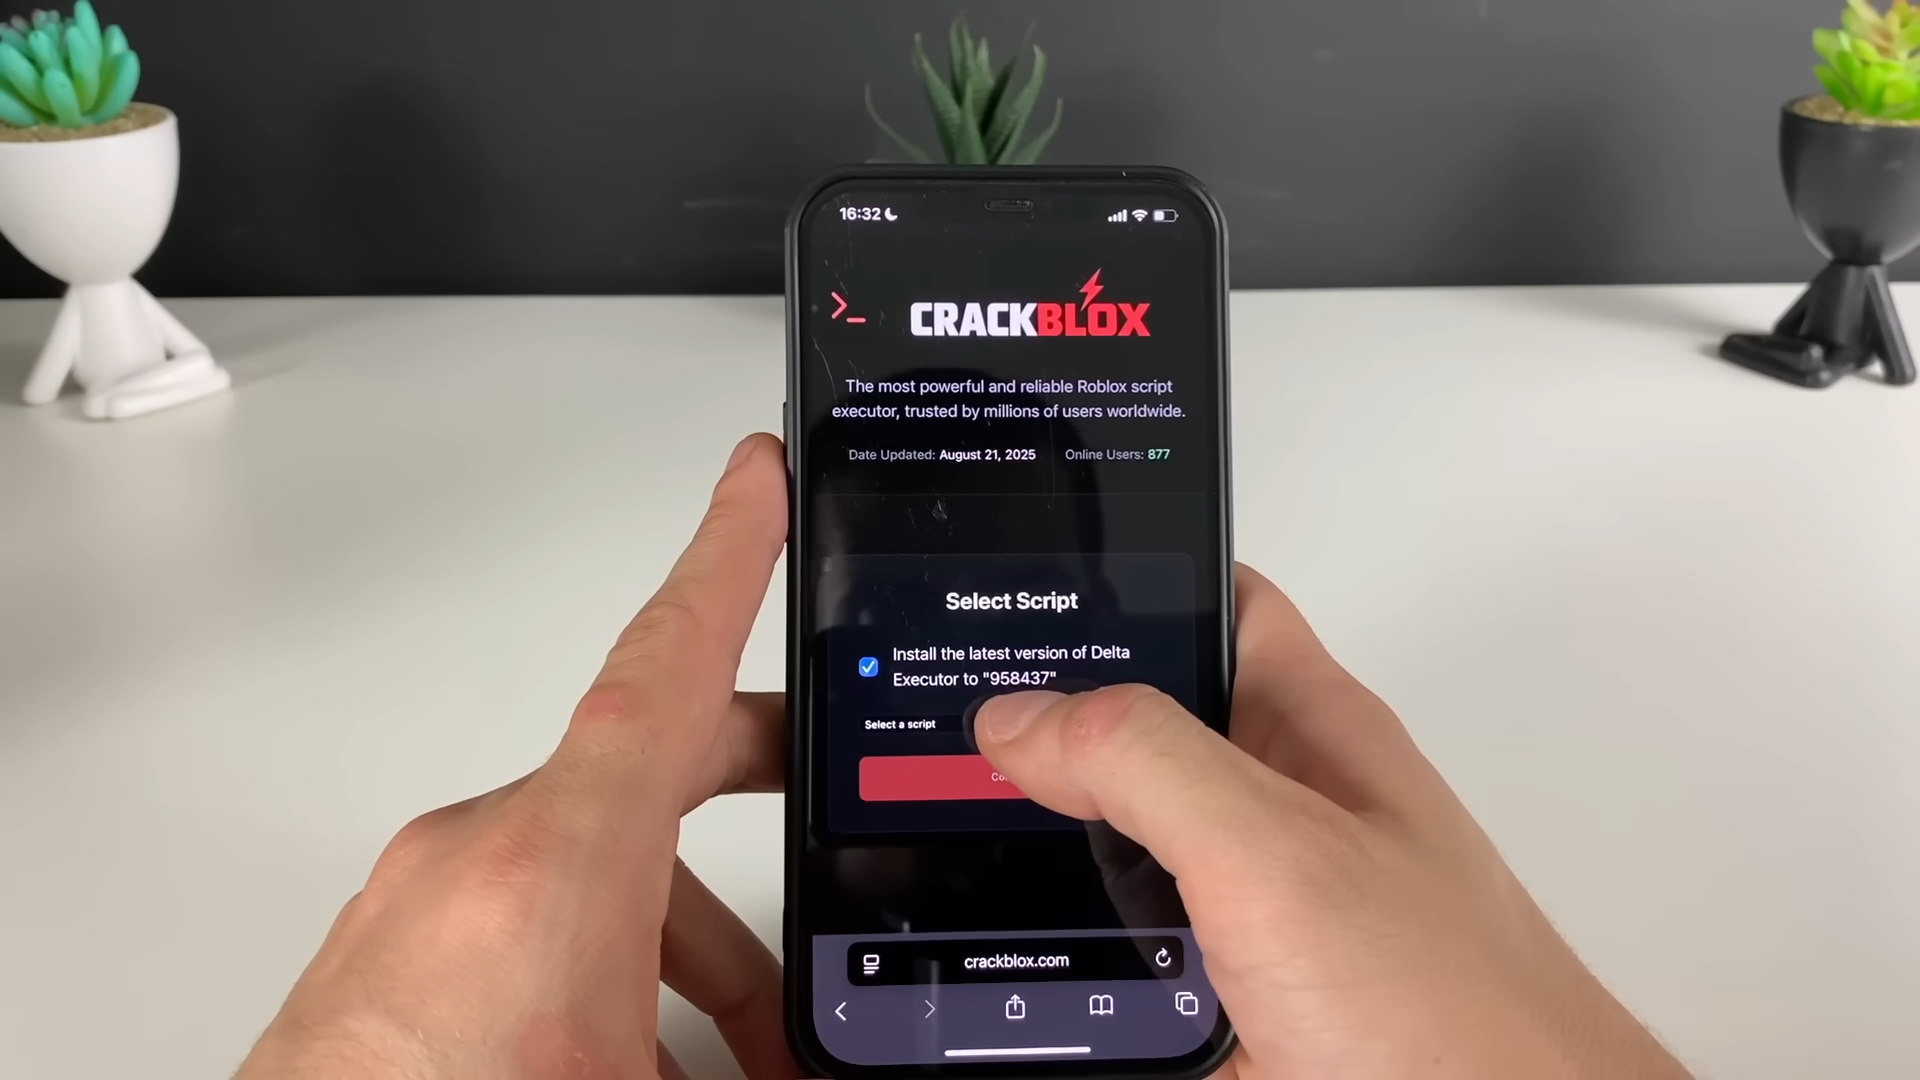 16:32
CRACKBLOX
The most powerful and reliable Roblox script
executor, trusted by millions of users worldwide.
Date Updated: August 21, 2025 Online Users: 877
Select Script
Install the latest version of Delta
Executor to "958437"
Select a script
crackblox.com